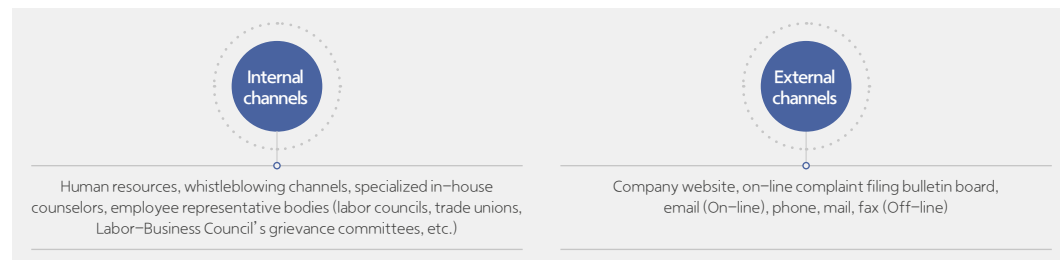 Internal
channels
Human resources, whistleblowing channels, specialized in-house
counselors, employee representative bodies (labor councils, trade unions,
Labor-Business Council's grievance committees, etc.)
External
channels
Company website, on-line complaint filing bulletin board,
email (On-line), phone, mail, fax (Off-line)